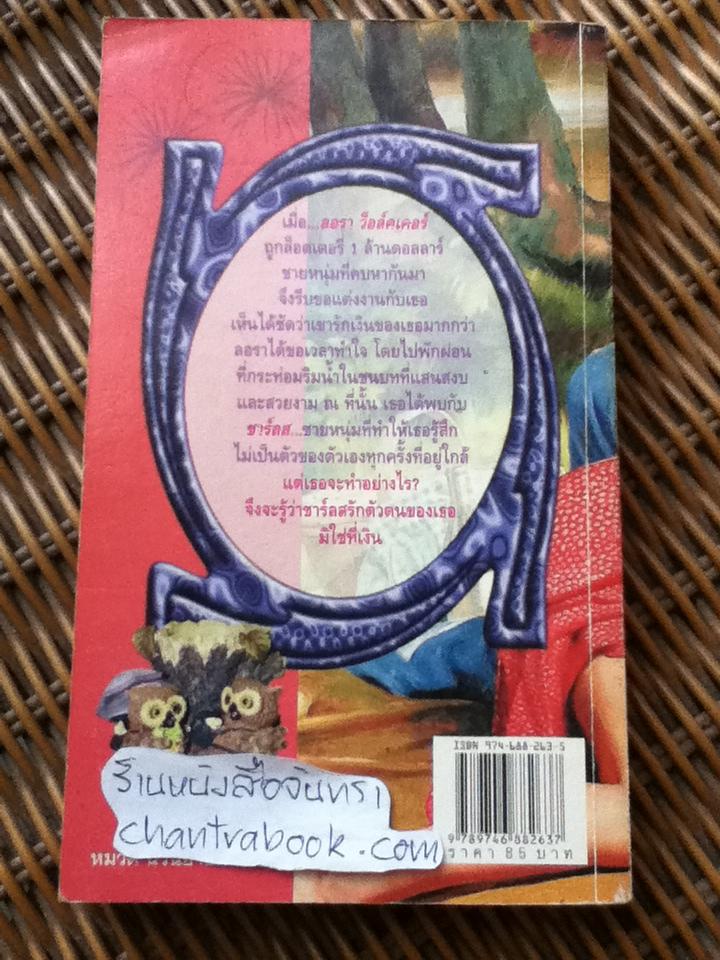 เมื่อ...ลอรา ว็อล์คเคอร์
ถูกล็อตเตอรี่ 1 ล้านดอลลาร์
ชายหนุ่มที่คบหากันมา
จึงรีบขอแต่งงานกับเธอ
เห็นได้ชัดว่าเขารักเงินของเธอมากกว่า
ลอราได้ขอเวลาทำใจ โดยไปพักผ่อน
ที่กระท่อมริมน้ำในชนบทที่แสนสงบ
และสวยงาม ณ ที่นั้น เธอได้พบกับ
ชาร์ลส...ชายหนุ่มที่ทำให้เธอรู้สึก
ไม่เป็นตัวของตัวเองทุกครั้งที่อยู่ใกล้
แต่เธอจะทำอย่างไร?
จึงจะรู้ว่าชาร์ลสรักตัวตนของเธอ
มิใช่ที่เงิน
ISBN 974-688-263-5
9 789746 882637
ราคา 85 บาท
ร้านหนังสือจันทรา
chantrabook.com
หมวด